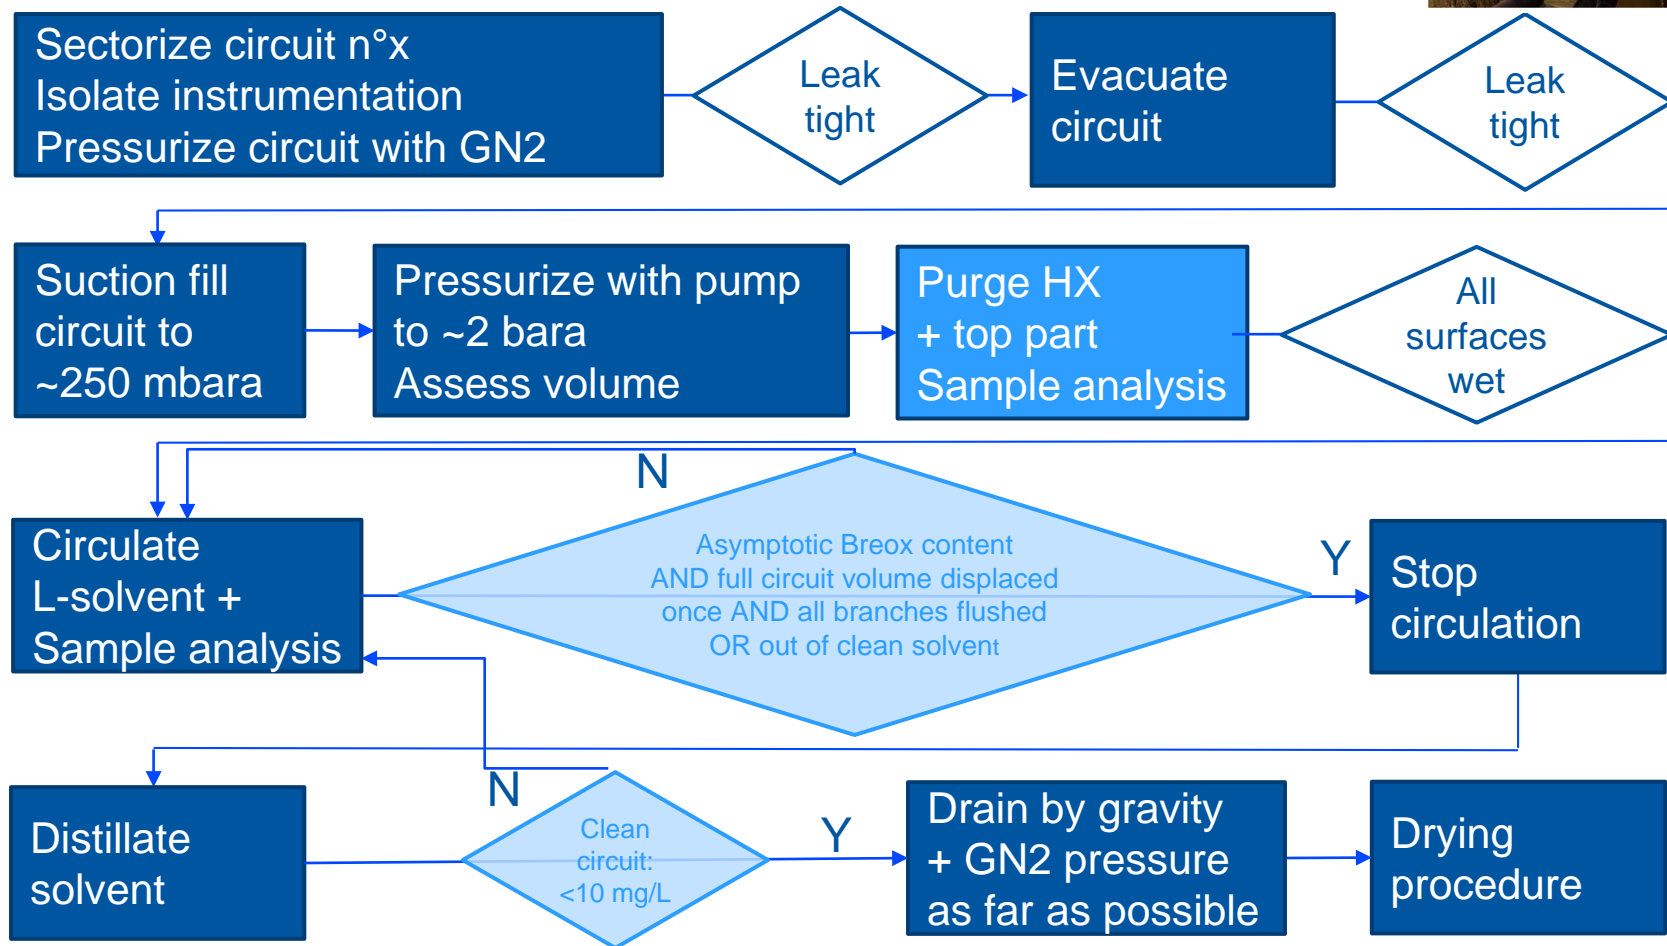 Sectorize circuit n°x
Isolate instrumentation
Pressurize circuit with GN2
Leak
tight
Evacuate
circuit
Leak
tight
Suction fill
circuit to
~250 mbara
Pressurize with pump
to ~2 bara
Assess volume
Purge HX
+ top part
Sample analysis
All
surfaces
wet
N
Circulate
L-solvent +
Sample analysis
Asymptotic Breox content
AND full circuit volume displaced
once AND all branches flushed
OR out of clean solvent
Y
Stop
circulation
Distillate
solvent
N
Clean
circuit:
<10 mg/L
Y
Drain by gravity
+ GN2 pressure
as far as possible
Drying
procedure